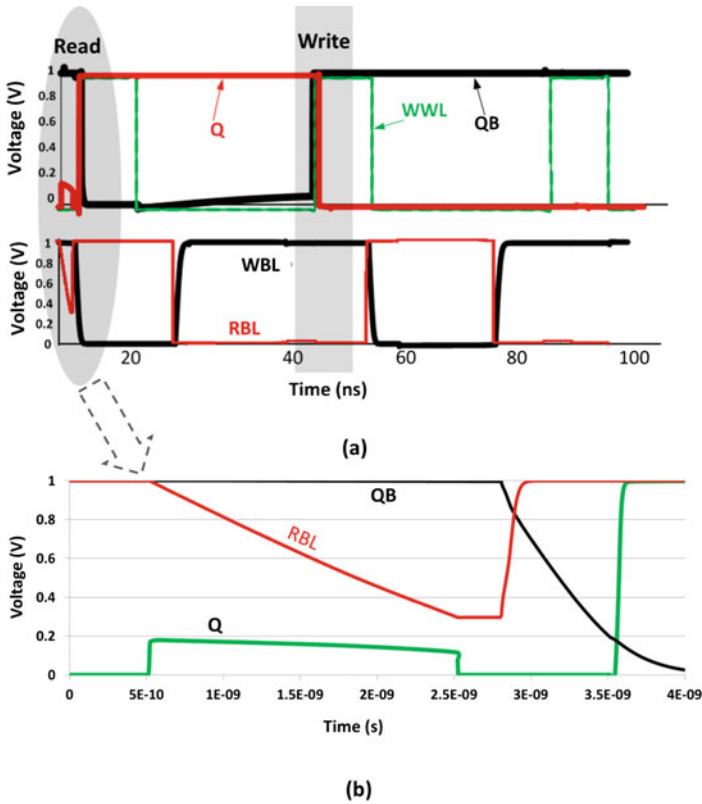 Read
Write
Voltage (V)
1
0.8
0.6
0.4
0.2
0
Q
WWL
QB
Voltage (V)
1
0.8
0.6
0.4
0.2
0
WBL
RBL
20 40 60 80 100
Time (ns)
(a)
Voltage (V)
1
0.8
0.6
0.4
0.2
0
QB
RBL
Q
0 5E-10 1E-09 1.5E-09 2E-09 2.5E-09 3E-09 3.5E-09 4E-09
Time (s)
(b)